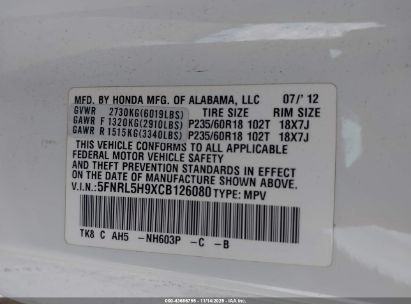 MFD. BY HONDA MFG. OF ALABAMA, LLC 07/' 12
GVWR 2730KG(6019LBS) TIRE SIZE RIM SIZE
GAWR F 1320KG(2910LBS) P235/60R18 102T 18X7J
GAWR R 1515KG(3340LBS) P235/60R18 102T 18X7J
THIS VEHICLE CONFORMS TO ALL APPLICABLE
FEDERAL MOTOR VEHICLE SAFETY, BUMPER,
AND THEFT PREVENTION STANDARDS IN EFFECT
ON THE DATE OF MANUFACTURE SHOWN ABOVE.
V.I.N.:5FNRL5H9XCB126080 TYPE: MPV
TK8 C AH5 -NH603P -C -B